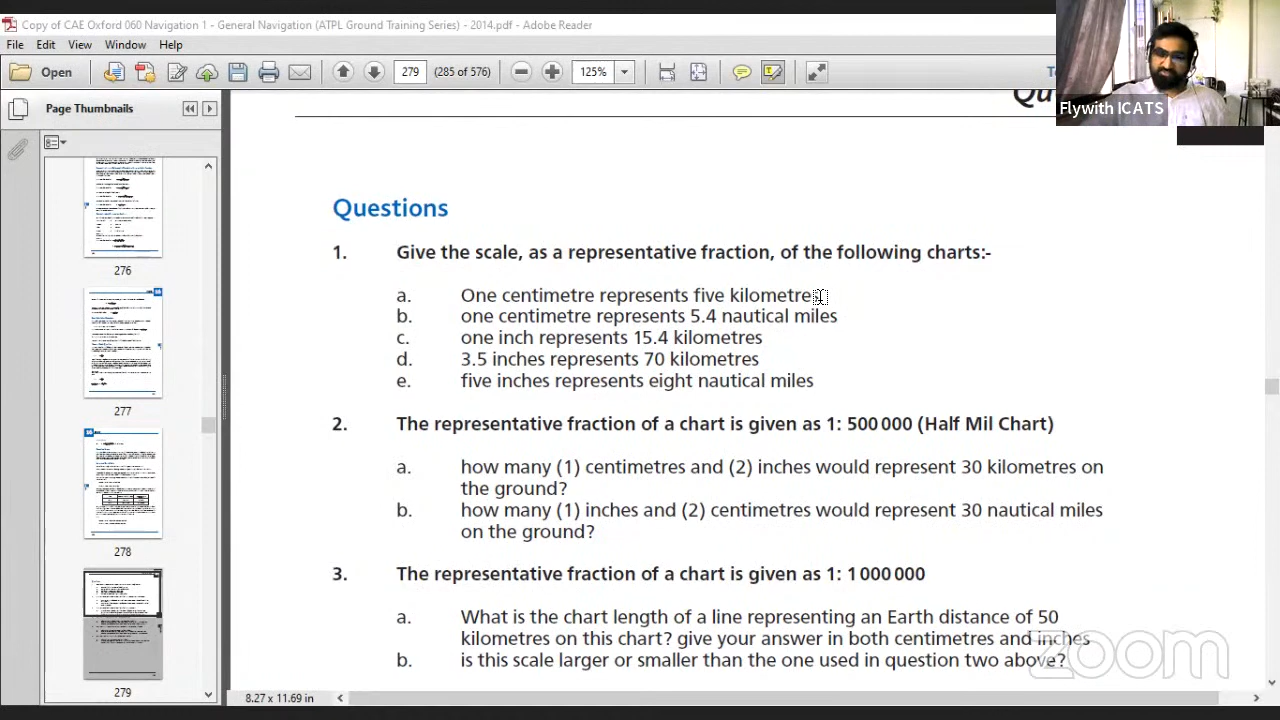 Copy of CAE Oxford 060 Navigation 1 - General Navigation (ATPL Ground Training Series) - 2014.pdf - Adobe Reader
File Edit View Window Help
Open 279 (285 of 576) 125%
Flywith ICATS
Page Thumbnails
276
277
278
279
Questions
1. Give the scale, as a representative fraction, of the following charts:-
a. One centimetre represents five kilometres
b. one centimetre represents 5.4 nautical miles
c. one inch represents 15.4 kilometres
d. 3.5 inches represents 70 kilometres
e. five inches represents eight nautical miles
2. The representative fraction of a chart is given as 1: 500 000 (Half Mil Chart)
a. how many (1) centimetres and (2) inches would represent 30 kilometres on
the ground?
b. how many (1) inches and (2) centimetres would represent 30 nautical miles
on the ground?
3. The representative fraction of a chart is given as 1: 1 000 000
a. What is the chart length of a line representing an Earth distance of 50
kilometres on this chart? give your answer in both centimetres and inches
b. is this scale larger or smaller than the one used in question two above?
zoom
8.27 x 11.69 in